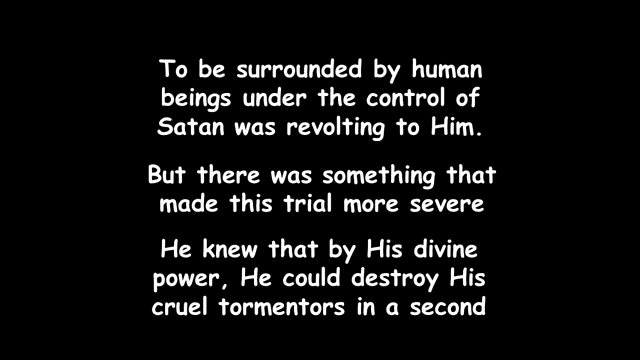 To be surrounded by human
beings under the control of
Satan was revolting to Him.
But there was something that
made this trial more severe
He knew that by His divine
power, He could destroy His
cruel tormentors in a second